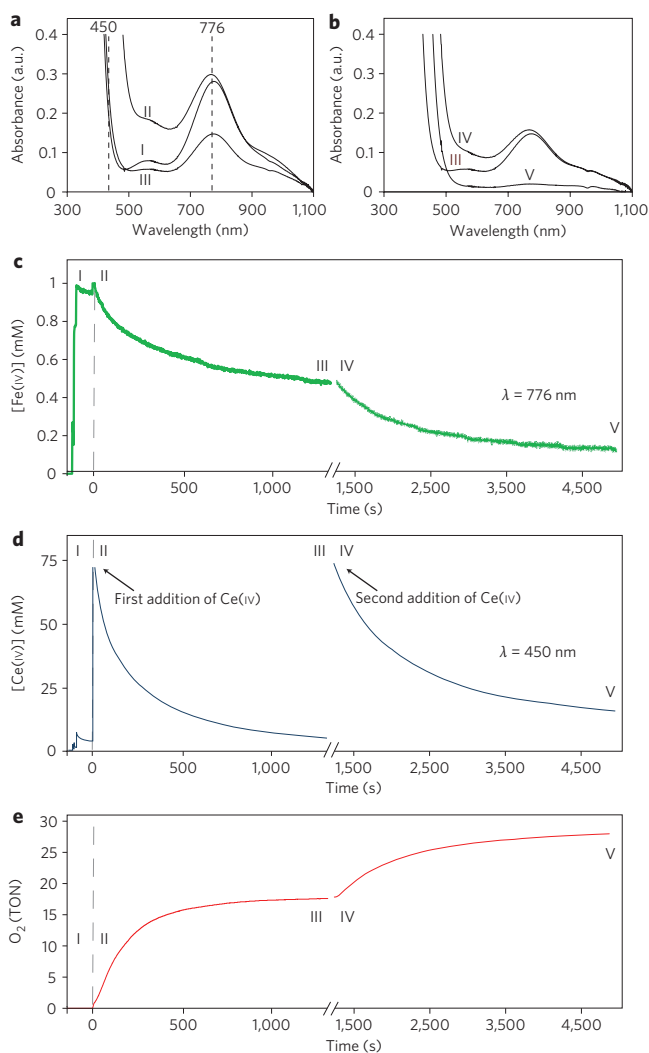 a
450
776
0.4
0.3
0.2
0.1
0
Absorbance (a.u.)
II
I
III
300
500
700
900
1,100
Wavelength (nm)
b
0.4
0.3
0.2
0.1
0
Absorbance (a.u.)
IV
III
V
300
500
700
900
1,100
Wavelength (nm)
c
I
II
1
0.8
0.6
0.4
0.2
0
[Fe(IV)] (mM)
III
IV
λ = 776 nm
V
0
500
1,000
1,500
2,500
3,500
4,500
Time (s)
d
I
II
III
IV
75
50
25
0
[Ce(IV)] (mM)
First addition of Ce(IV)
Second addition of Ce(IV)
λ = 450 nm
V
0
500
1,000
1,500
2,500
3,500
4,500
Time (s)
e
30
25
20
15
10
5
0
O₂ (TON)
I
II
III
IV
V
0
500
1,000
1,500
2,500
3,500
4,500
Time (s)